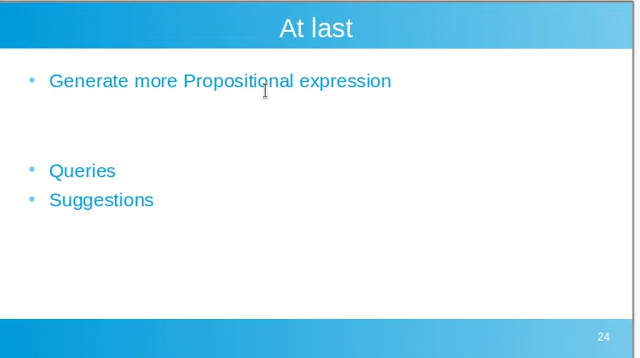 At last
Generate more Propositional expression
Queries
Suggestions
24